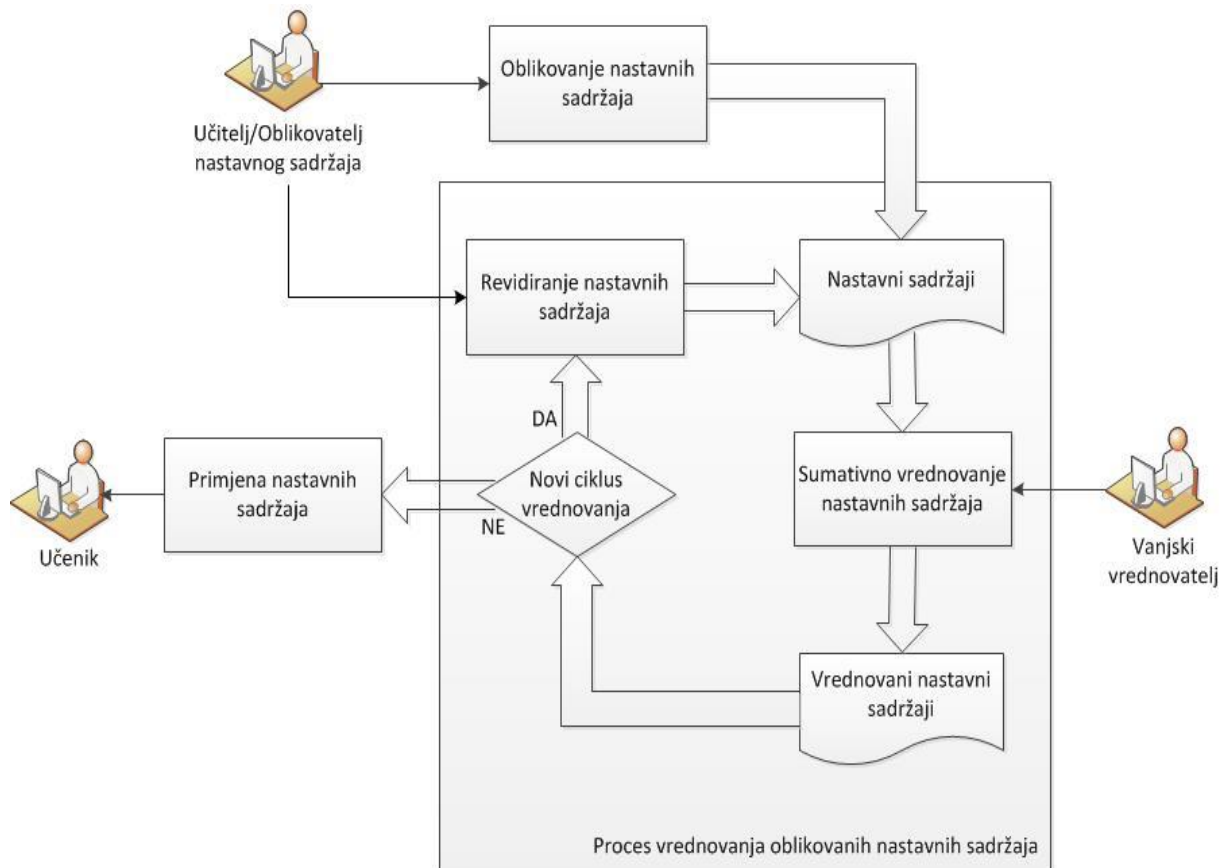 Oblikovanje nastavnih
sadržaja
Učitelj/Oblikovatelj
nastavnog sadržaja
Revidiranje nastavnih
sadržaja
Nastavni sadržaji
DA
Primjena nastavnih
sadržaja
Novi ciklus
vrednovanja
NE
Sumativno vrednovanje
nastavnih sadržaja
Učenik
Vanjski
vrednovatelj
Vrednovani nastavni
sadržaji
Proces vrednovanja oblikovanih nastavnih sadržaja